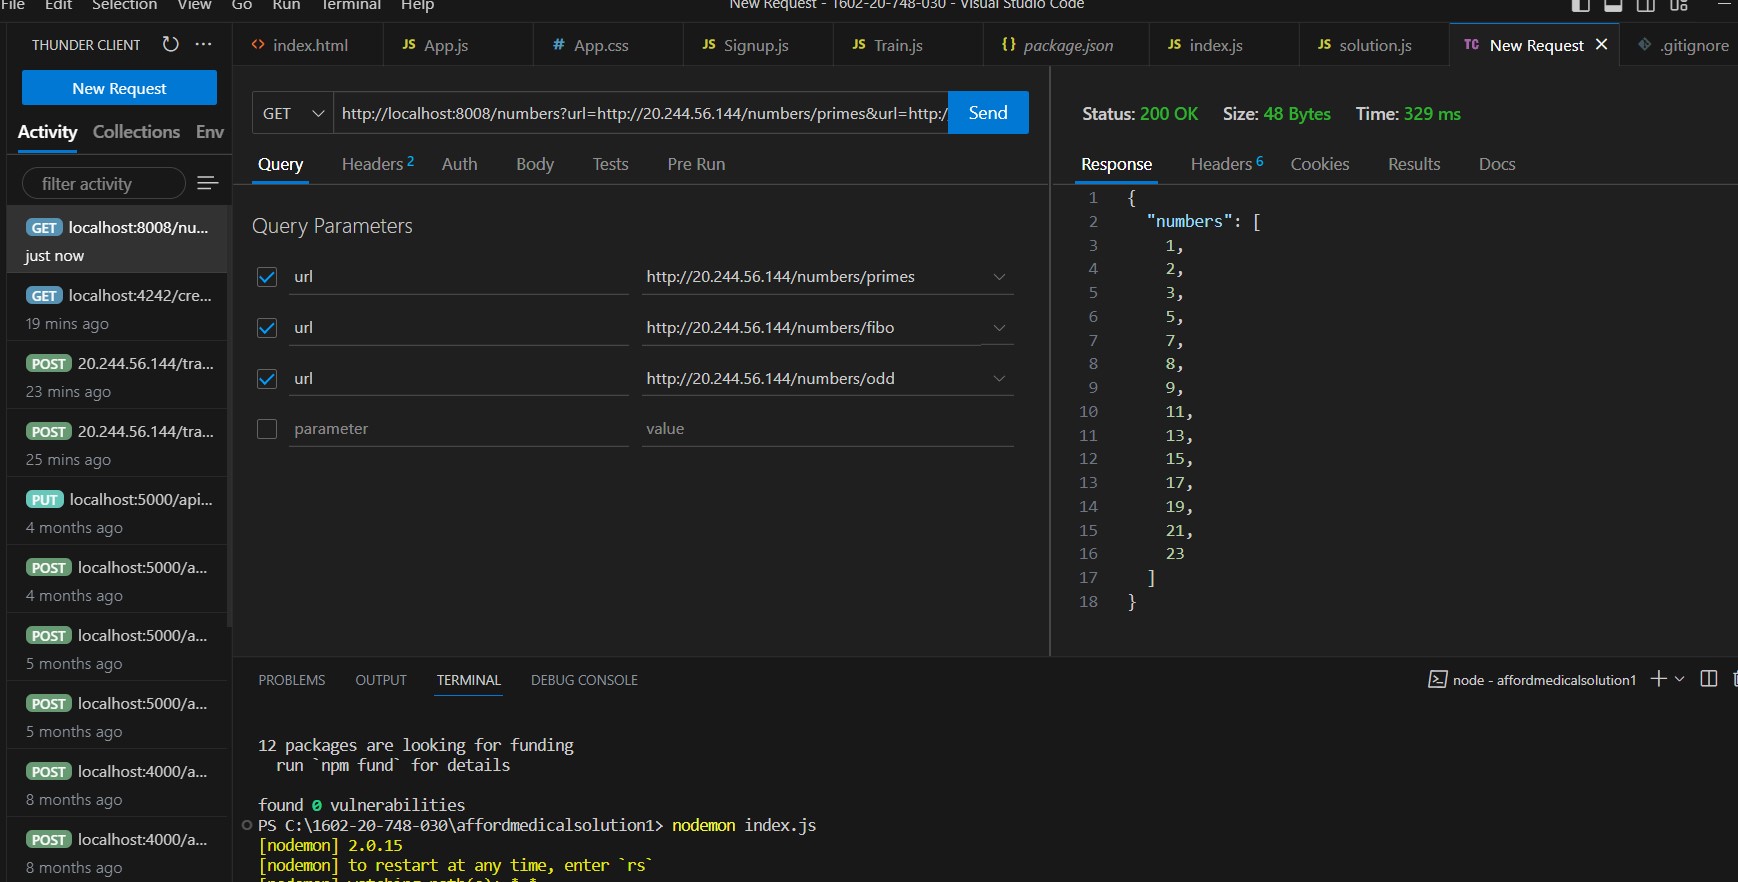 File Edit Selection View Go Run Terminal Help
New Request - 1602-20-748-030 - Visual Studio Code
THUNDER CLIENT
index.html
JS App.js
# App.css
JS Signup.js
JS Train.js
{} package.json
JS index.js
JS solution.js
TC New Request
.gitignore
New Request
Activity Collections Env
filter activity
GET localhost:8008/nu...
just now
GET localhost:4242/cre...
19 mins ago
POST 20.244.56.144/tra...
23 mins ago
POST 20.244.56.144/tra...
25 mins ago
PUT localhost:5000/api...
4 months ago
POST localhost:5000/a...
4 months ago
POST localhost:5000/a...
5 months ago
POST localhost:5000/a...
5 months ago
POST localhost:4000/a...
8 months ago
POST localhost:4000/a...
8 months ago
GET http://localhost:8008/numbers?url=http://20.244.56.144/numbers/primes&url=http:/ Send
Query Headers 2 Auth Body Tests Pre Run
Query Parameters
url http://20.244.56.144/numbers/primes
url http://20.244.56.144/numbers/fibo
url http://20.244.56.144/numbers/odd
parameter value
Status: 200 OK Size: 48 Bytes Time: 329 ms
Response Headers 6 Cookies Results Docs
1 {
2 "numbers": [
3 1,
4 2,
5 3,
6 5,
7 7,
8 8,
9 9,
10 11,
11 13,
12 15,
13 17,
14 19,
15 21,
16 23
17 ]
18 }
PROBLEMS OUTPUT TERMINAL DEBUG CONSOLE
node - affordmedicalsolution1
12 packages are looking for funding
run `npm fund` for details
found 0 vulnerabilities
PS C:\1602-20-748-030\affordmedicalsolution1> nodemon index.js
[nodemon] 2.0.15
[nodemon] to restart at any time, enter `rs`
[nodemon] watching path(s): *.*